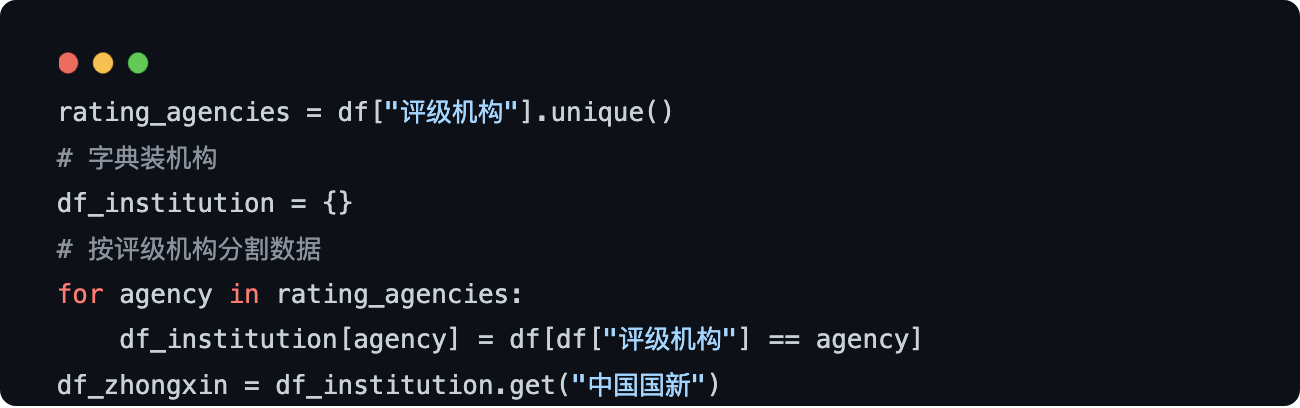 rating_agencies = df["评级机构"].unique()
# 字典装机构
df_institution = {}
# 按评级机构分割数据
for agency in rating_agencies:
    df_institution[agency] = df[df["评级机构"] == agency]
df_zhongxin = df_institution.get("中国国新")